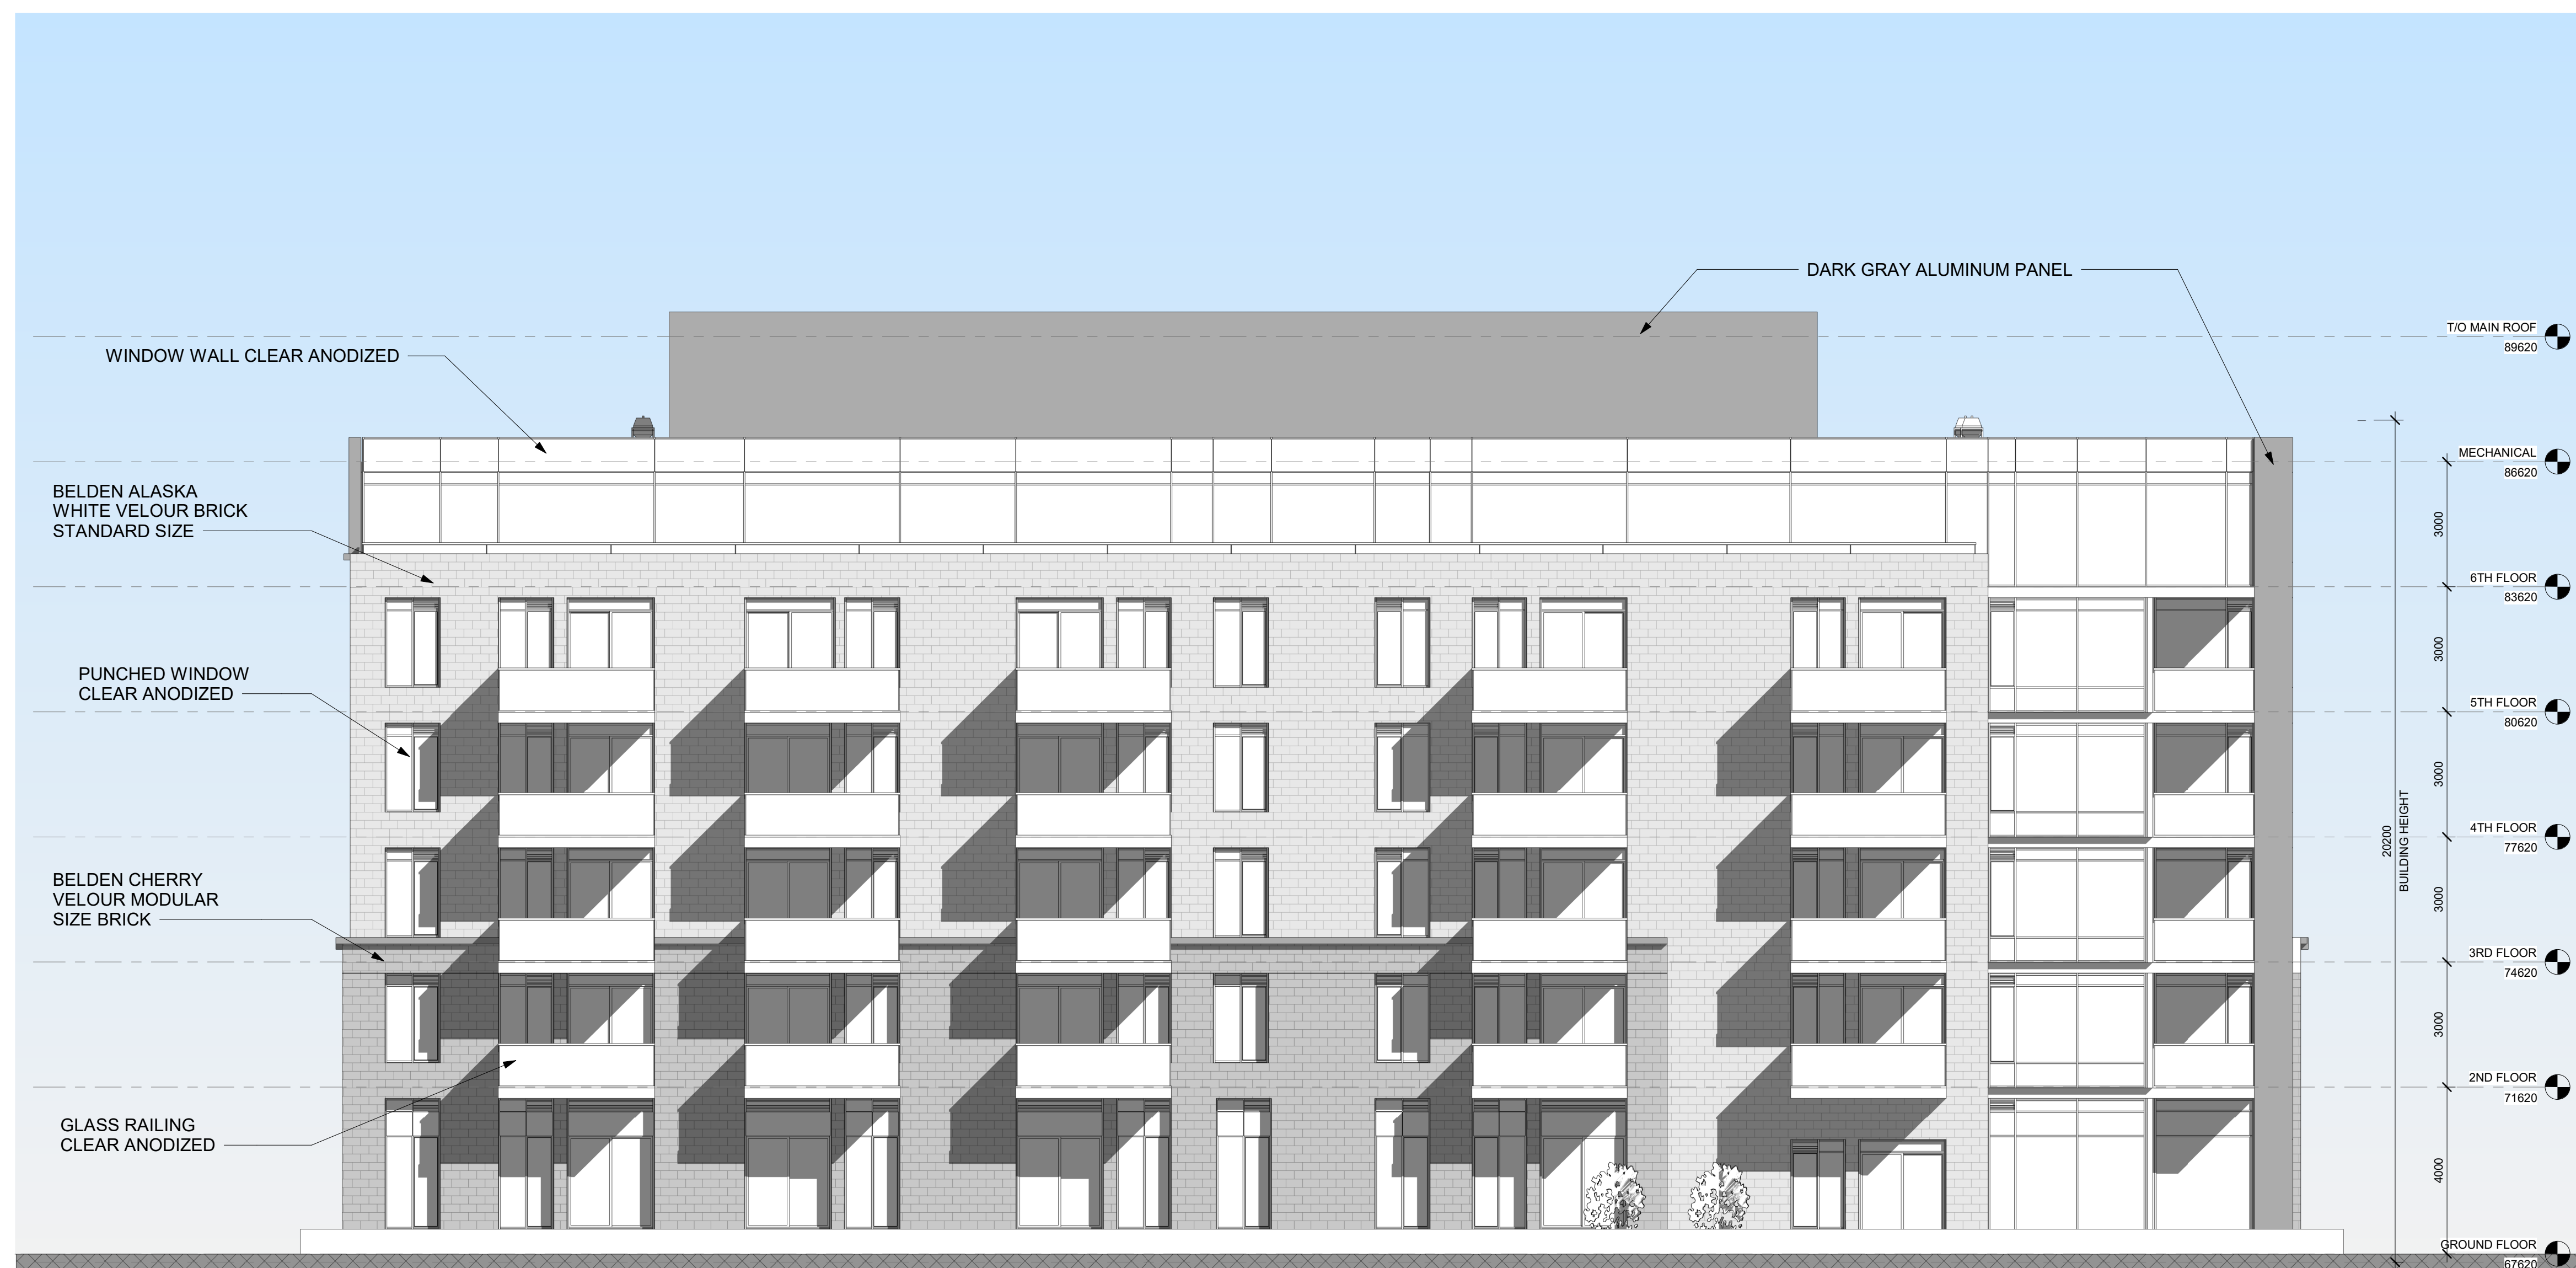 DARK GRAY ALUMINUM PANEL
T/O MAIN ROOF
89620
WINDOW WALL CLEAR ANODIZED
MECHANICAL
86620
BELDEN ALASKA
WHITE VELOUR BRICK
STANDARD SIZE
3000
6TH FLOOR
83620
3000
PUNCHED WINDOW
CLEAR ANODIZED
5TH FLOOR
80620
3000
4TH FLOOR
77620
20200
BUILDING HEIGHT
3000
BELDEN CHERRY
VELOUR MODULAR
SIZE BRICK
3RD FLOOR
74620
3000
2ND FLOOR
71620
GLASS RAILING
CLEAR ANODIZED
4000
GROUND FLOOR
67620